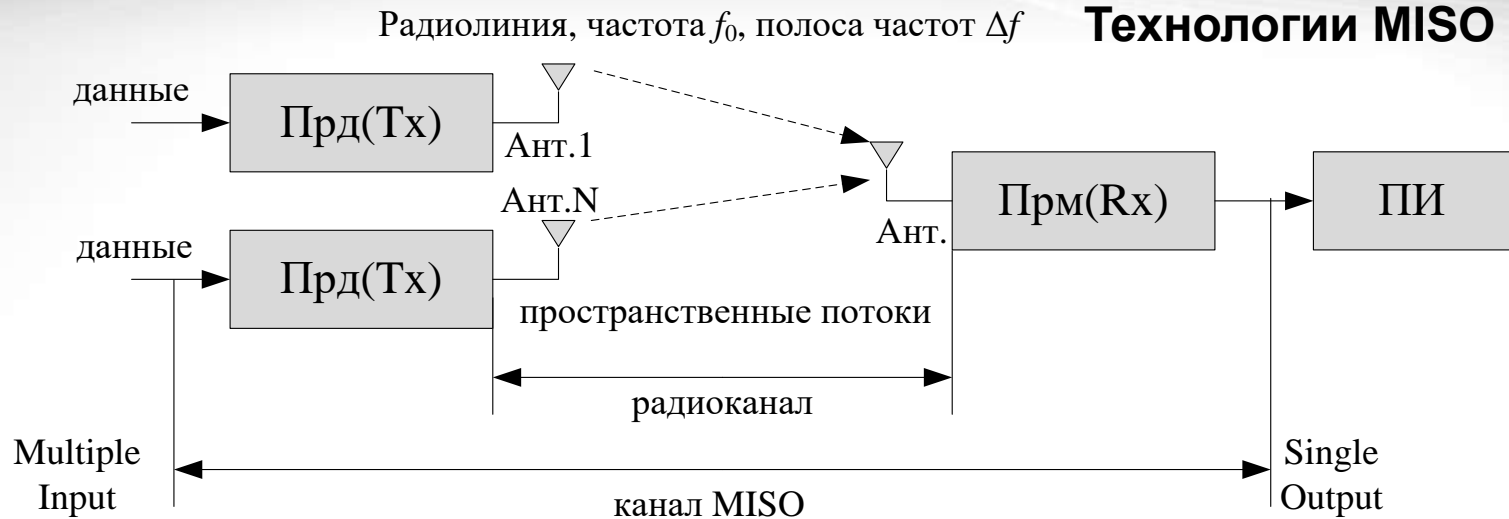 Радиолиния, частота f0, полоса частот Δf
Технологии MISO
данные
Прд(Tx)
Ант.1
Ант.N
данные
Прд(Tx)
Ант.
Прм(Rx)
ПИ
пространственные потоки
радиоканал
Multiple
Input
канал MISO
Single
Output